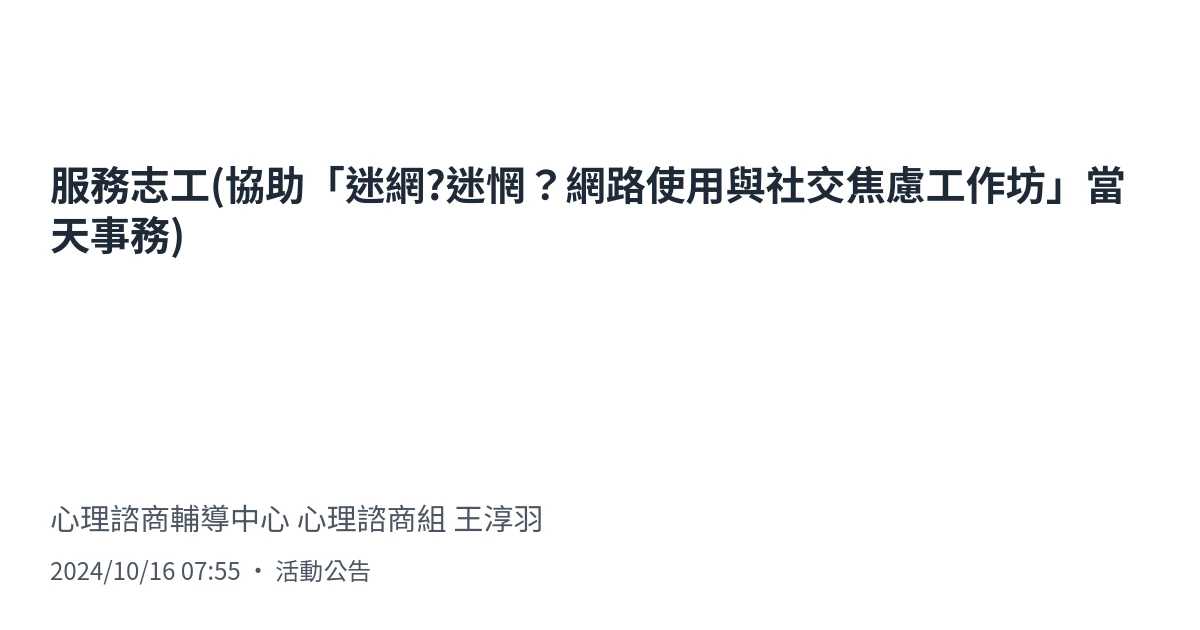 服務志工(協助「迷網?迷惘？網路使用與社交焦慮工作坊」當
天事務)
心理諮商輔導中心 心理諮商組 王淳羽
2024/10/16 07:55 • 活動公告